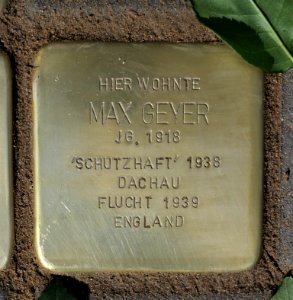 HIER WOHNTE
MAX GEYER
JG. 1918
'SCHUTZHAFT' 1938
DACHAU
FLUCHT 1939
ENGLAND